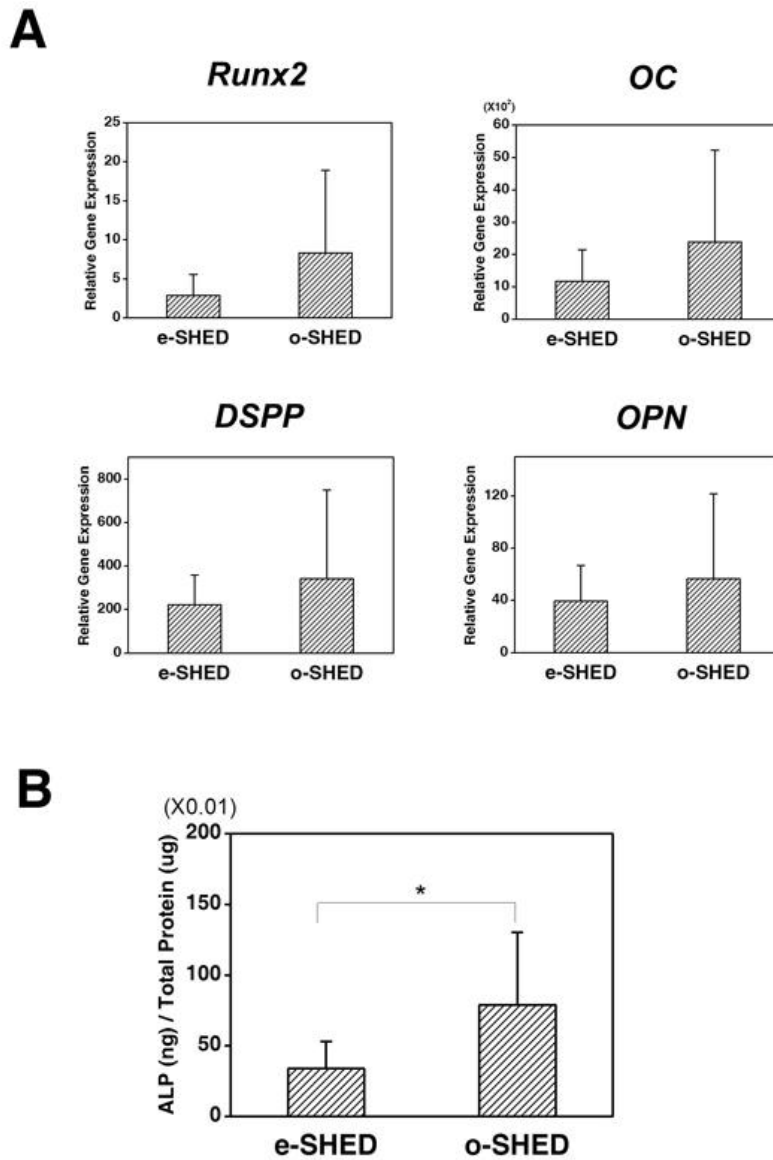 A
Runx2
Relative Gene Expression
25
20
15
10
5
0
e-SHED o-SHED
OC
(X10²)
Relative Gene Expression
60
50
40
30
20
10
0
e-SHED o-SHED
DSPP
Relative Gene Expression
800
600
400
200
0
e-SHED o-SHED
OPN
Relative Gene Expression
120
80
40
0
e-SHED o-SHED
B
(X0.01)
ALP (ng) / Total Protein (ug)
200
150
100
50
0
*
e-SHED o-SHED